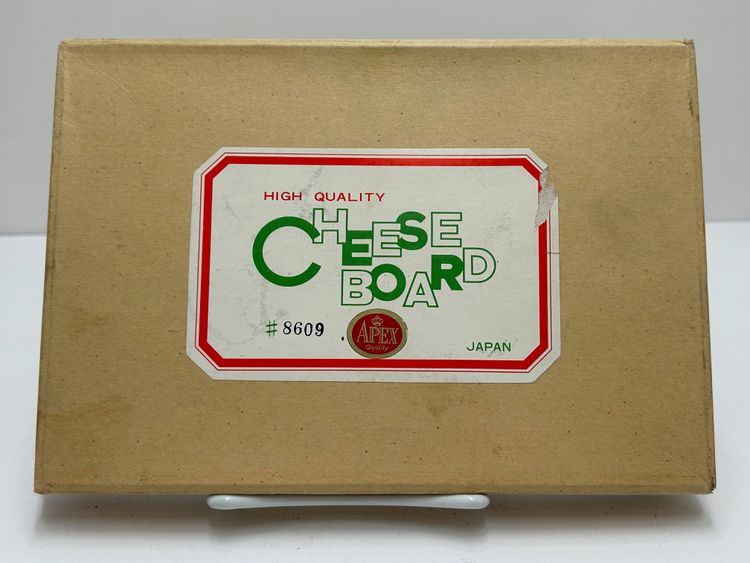 HIGH QUALITY
CHEESE
BOARD
# 8609
APEX
Quality
JAPAN